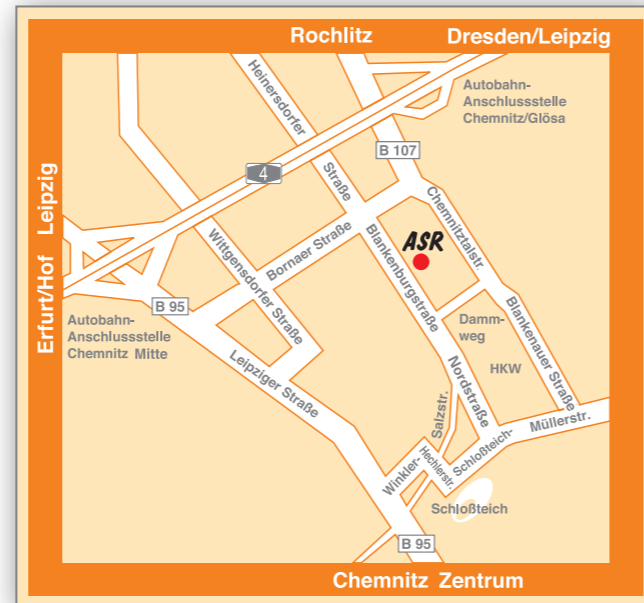 Rochlitz
Dresden/Leipzig
Erfurt/Hof Leipzig
Heinersdorfer
Straße
Autobahn-
Anschlussstelle
Chemnitz/Glösa
B 107
4
Chemnitztalstr.
Wittgensdorfer Straße
Bornaer Straße
Blankenburgstraße
ASR
B 95
Autobahn-
Anschlussstelle
Chemnitz Mitte
Leipziger Straße
Damm-
weg
Blankenauer Straße
HKW
Nordstraße
Salzstr.
Müllerstr.
Schloßteich-
Winkler-
Hechlerstr.
Schloßteich
B 95
Chemnitz Zentrum